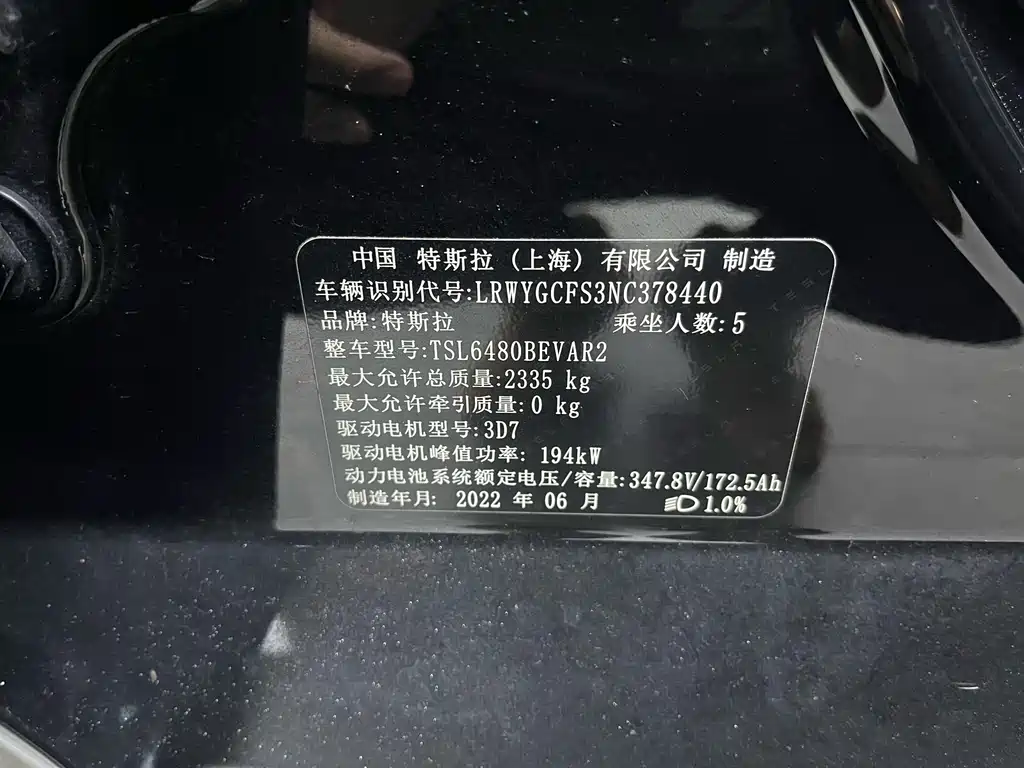 中国 特斯拉 (上海) 有限公司 制造
车辆识别代号:LRWYGCFS3NC378440
品牌:特斯拉 乘坐人数:5
整车型号:TSL6480BEVAR2
最大允许总质量:2335 kg
最大允许牵引质量: 0 kg
驱动电机型号: 3D7
驱动电机峰值功率: 194kW
动力电池系统额定电压/容量:347.8V/172.5Ah
制造年月: 2022 年 06 月 1.0%